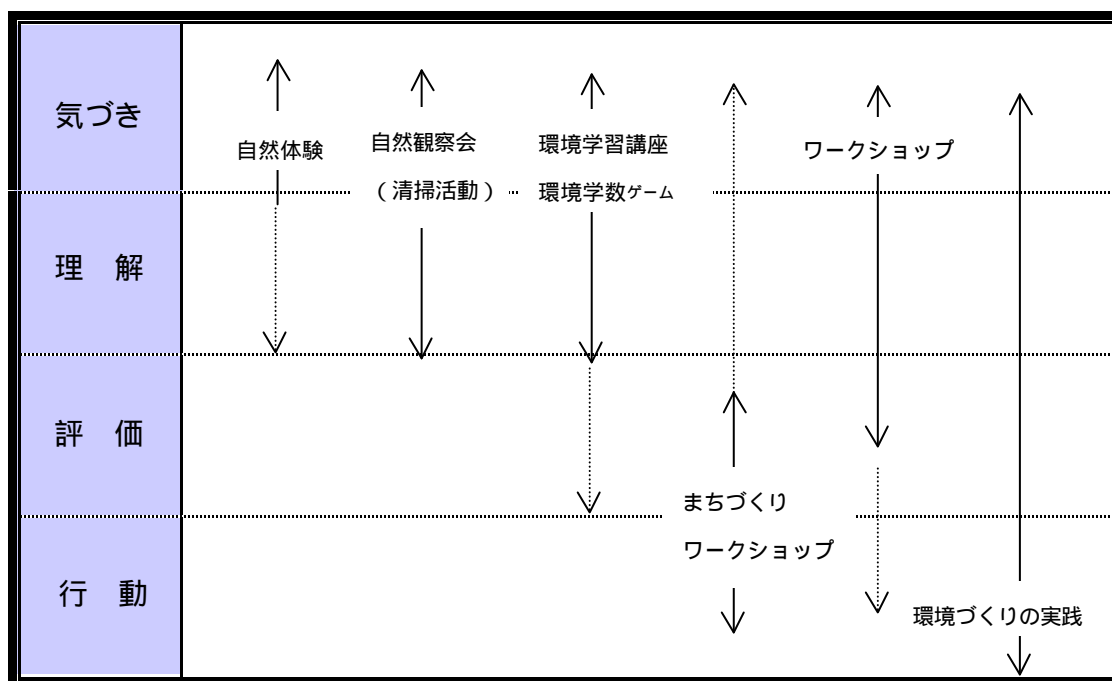 気づき
自然体験
自然観察会
（清掃活動）
環境学習講座
環境学数ゲーム
ワークショップ
理　解
評　価
まちづくり
ワークショップ
行　動
環境づくりの実践